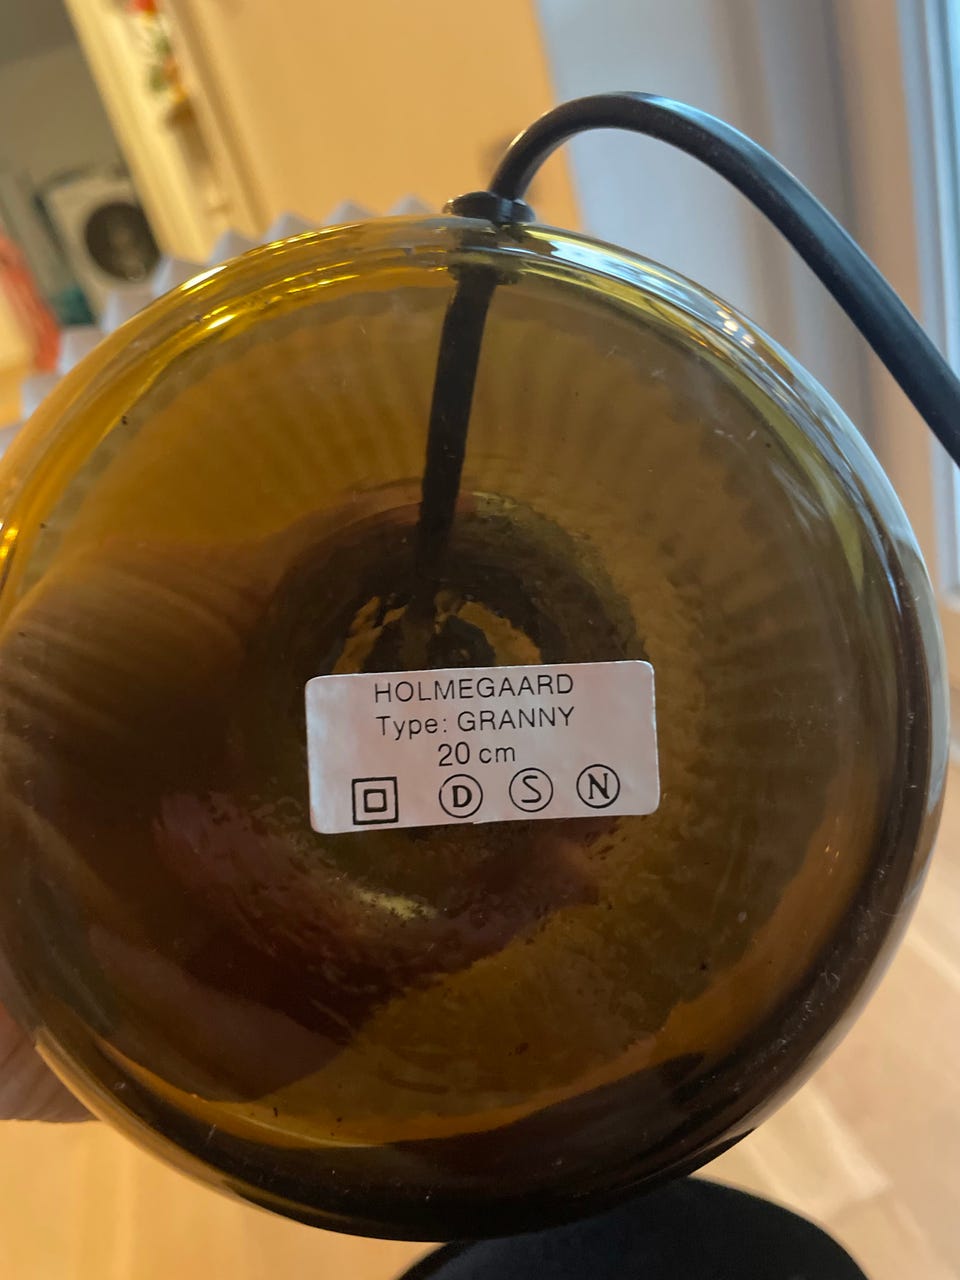 HOLMEGAARD
Type: GRANNY
20 cm
D S N